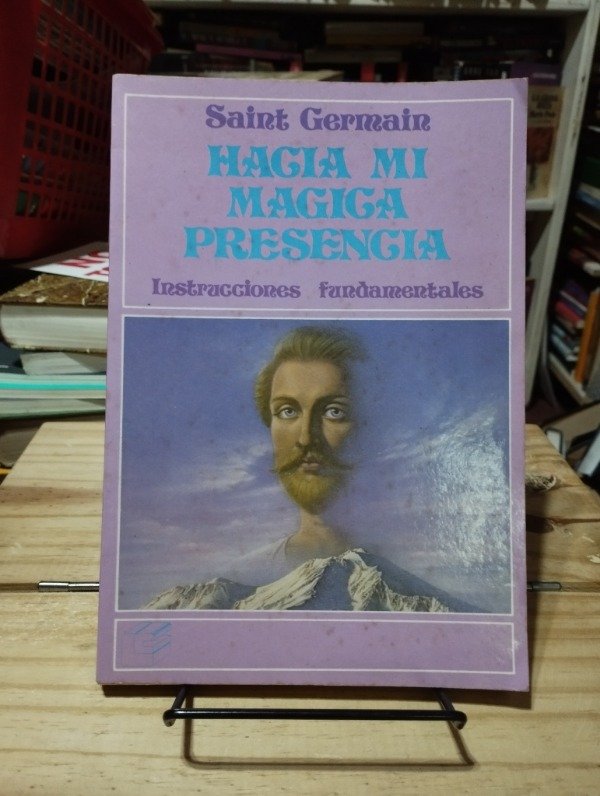 Saint Germain
HACIA MI
MAGICA
PRESENCIA
Instrucciones fundamentales